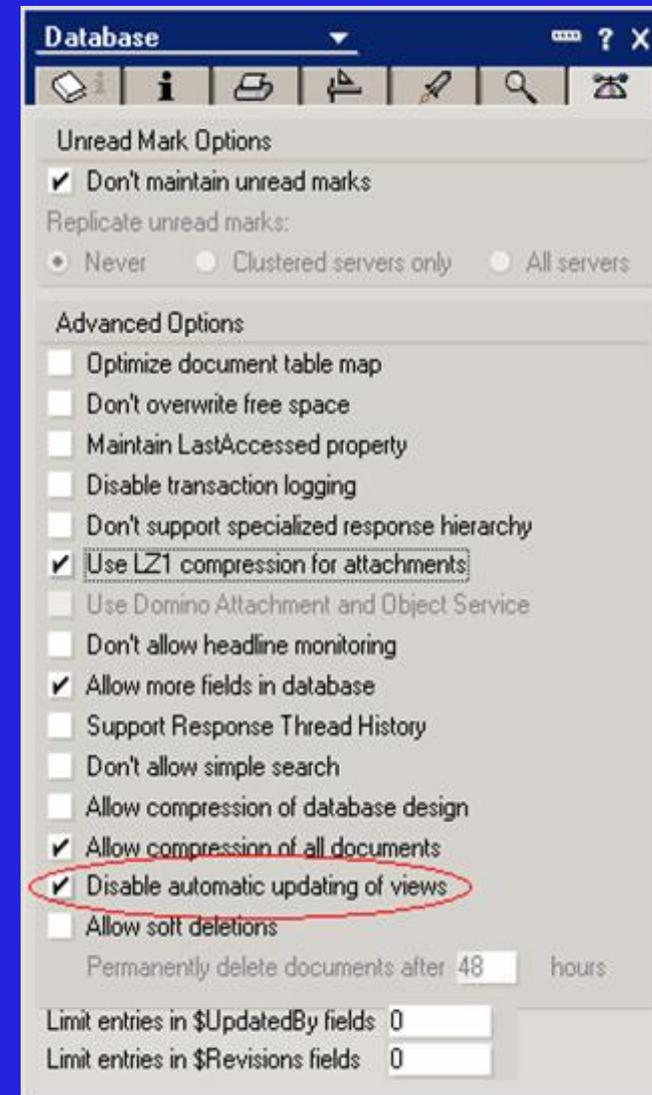 Database ? X
i i
Unread Mark Options
Don't maintain unread marks
Replicate unread marks:
Never Clustered servers only All servers
Advanced Options
Optimize document table map
Don't overwrite free space
Maintain LastAccessed property
Disable transaction logging
Don't support specialized response hierarchy
Use LZ1 compression for attachments
Use Domino Attachment and Object Service
Don't allow headline monitoring
Allow more fields in database
Support Response Thread History
Don't allow simple search
Allow compression of database design
Allow compression of all documents
Disable automatic updating of views
Allow soft deletions
Permanently delete documents after 48 hours
Limit entries in $UpdatedBy fields 0
Limit entries in $Revisions fields 0